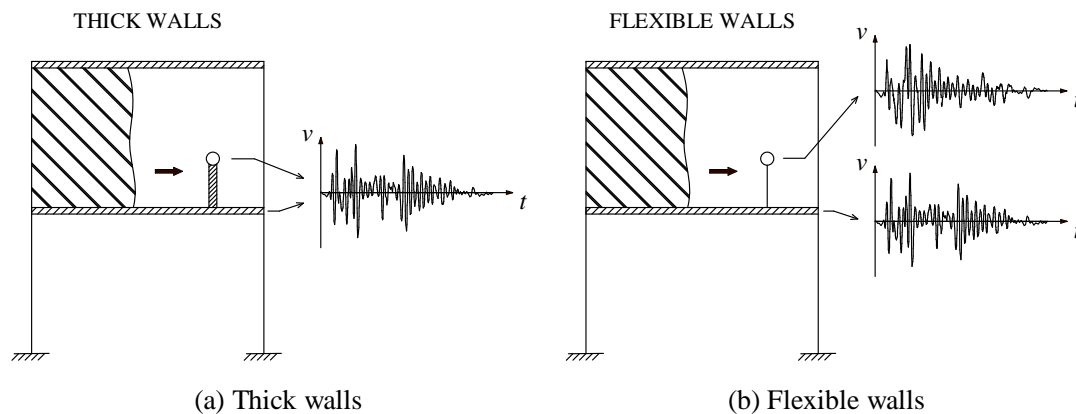 THICK WALLS
v
t
(a) Thick walls
FLEXIBLE WALLS
v
t
v
t
(b) Flexible walls